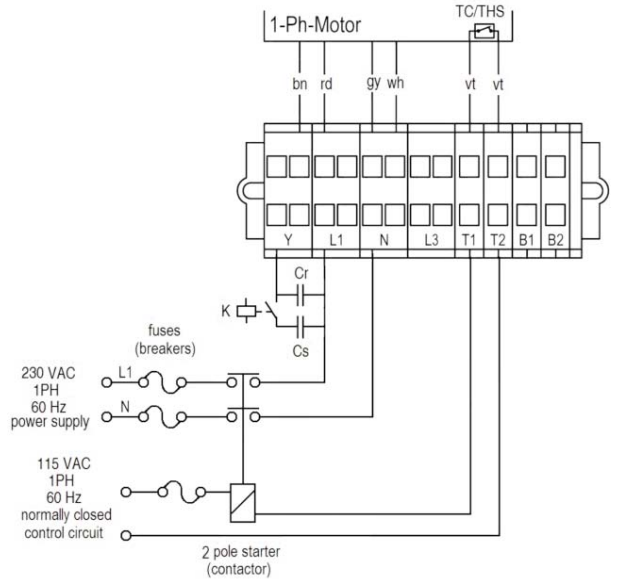 TC/THS
1-Ph-Motor
bn rd gy wh vt vt
Y L1 N L3 T1 T2 B1 B2
Cr
K
Cs
fuses
(breakers)
230 VAC
1PH
60 Hz
power supply
L1
N
115 VAC
1PH
60 Hz
normally closed
control circuit
2 pole starter
(contactor)